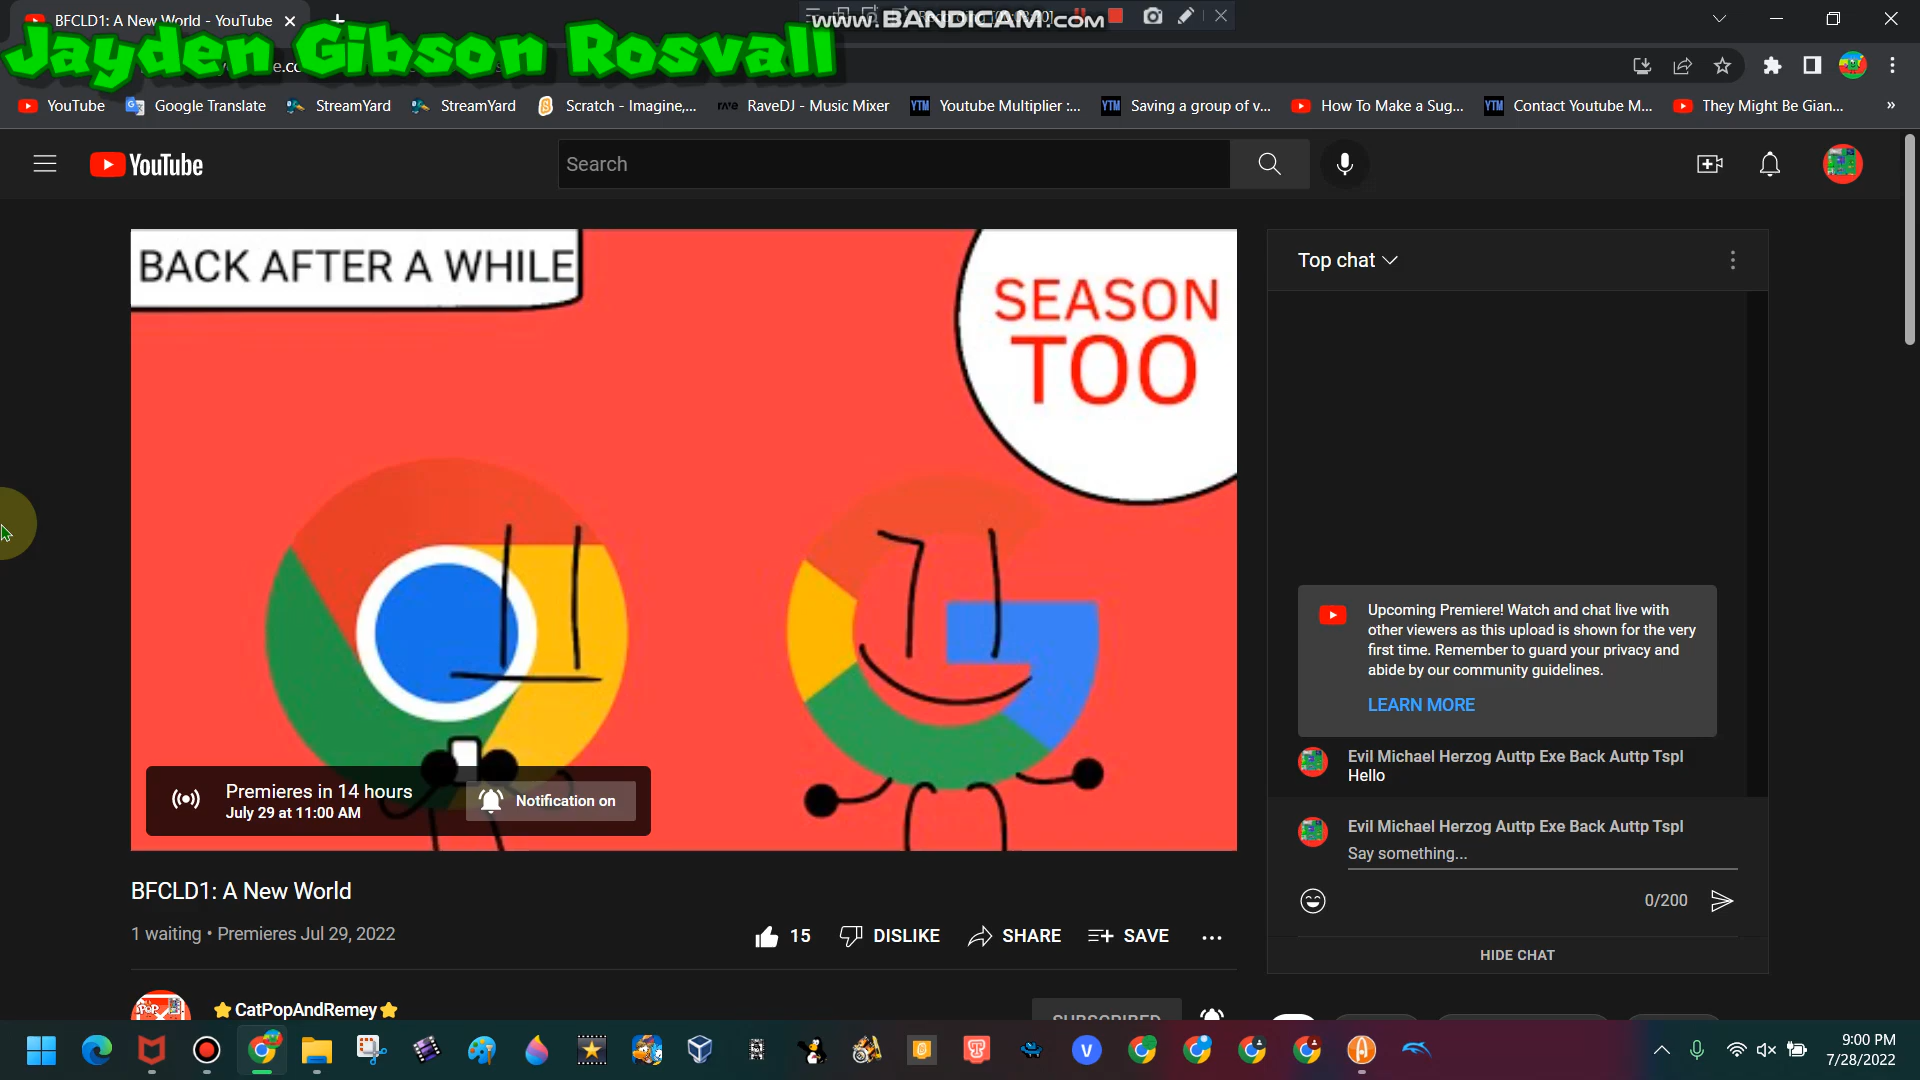 BFCLD1: A New World - YouTube
www.BANDICAM.com
Jayden Gibson Rosvall
YouTube
Google Translate
StreamYard
StreamYard
Scratch - Imagine,...
RaveDJ - Music Mixer
Youtube Multiplier :...
Saving a group of v...
How To Make a Sug...
Contact Youtube M...
They Might Be Gian...
»
YouTube
Search
BACK AFTER A WHILE
SEASON
TOO
Premieres in 14 hours
July 29 at 11:00 AM
Notification on
BFCLD1: A New World
1 waiting • Premieres Jul 29, 2022
15
DISLIKE
SHARE
SAVE
⭐CatPopAndRemey⭐
SUBSCRIBED
Top chat
Upcoming Premiere! Watch and chat live with
other viewers as this upload is shown for the very
first time. Remember to guard your privacy and
abide by our community guidelines.
LEARN MORE
Evil Michael Herzog Auttp Exe Back Auttp Tspl
Hello
Evil Michael Herzog Auttp Exe Back Auttp Tspl
Say something...
0/200
HIDE CHAT
9:00 PM
7/28/2022